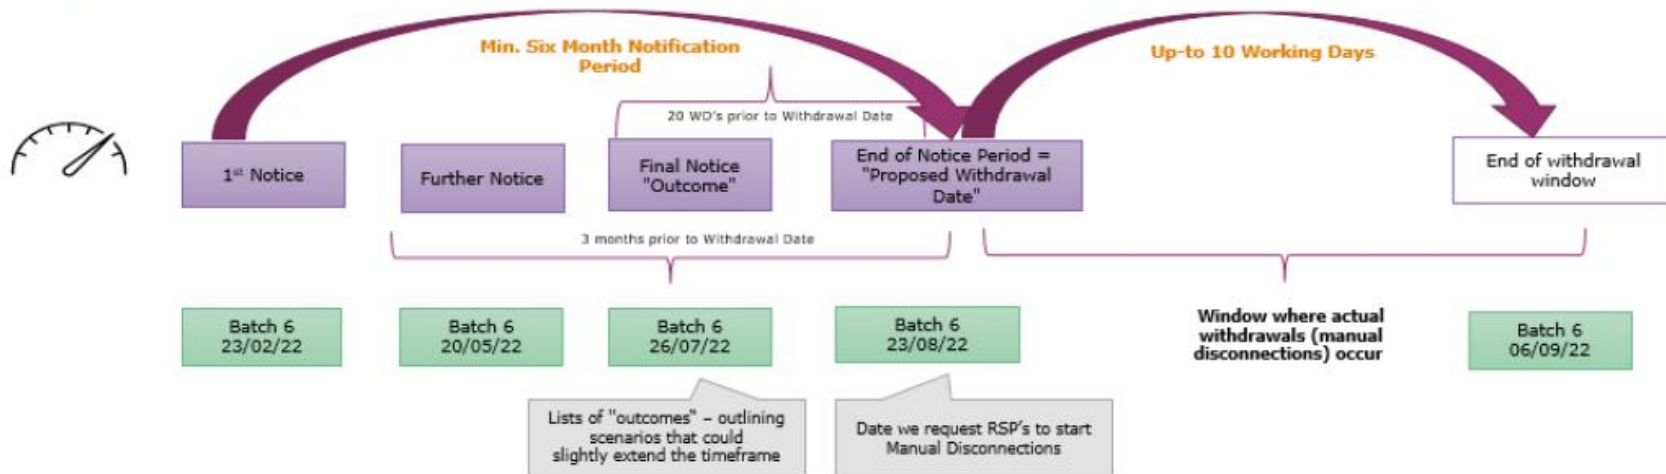 Min. Six Month Notification
Period
Up-to 10 Working Days
20 WD's prior to Withdrawal Date
1st Notice
Further Notice
Final Notice
"Outcome"
End of Notice Period =
"Proposed Withdrawal
Date"
End of withdrawal
window
3 months prior to Withdrawal Date
Batch 6
23/02/22
Batch 6
20/05/22
Batch 6
26/07/22
Batch 6
23/08/22
Window where actual
withdrawals (manual
disconnections) occur
Batch 6
06/09/22
Lists of "outcomes" – outlining
scenarios that could
slightly extend the timeframe
Date we request RSP's to start
Manual Disconnections